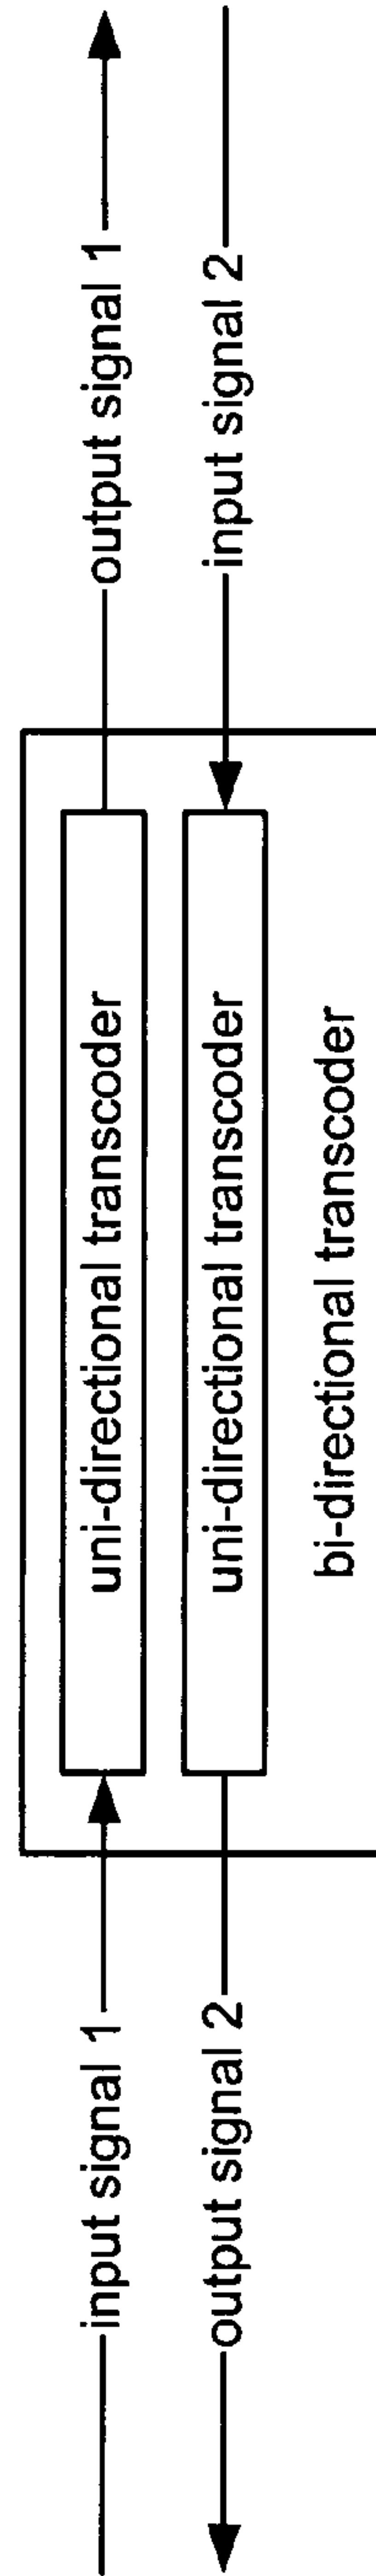 input signal 1
uni-directional transcoder
output signal 1
output signal 2
uni-directional transcoder
input signal 2
bi-directional transcoder